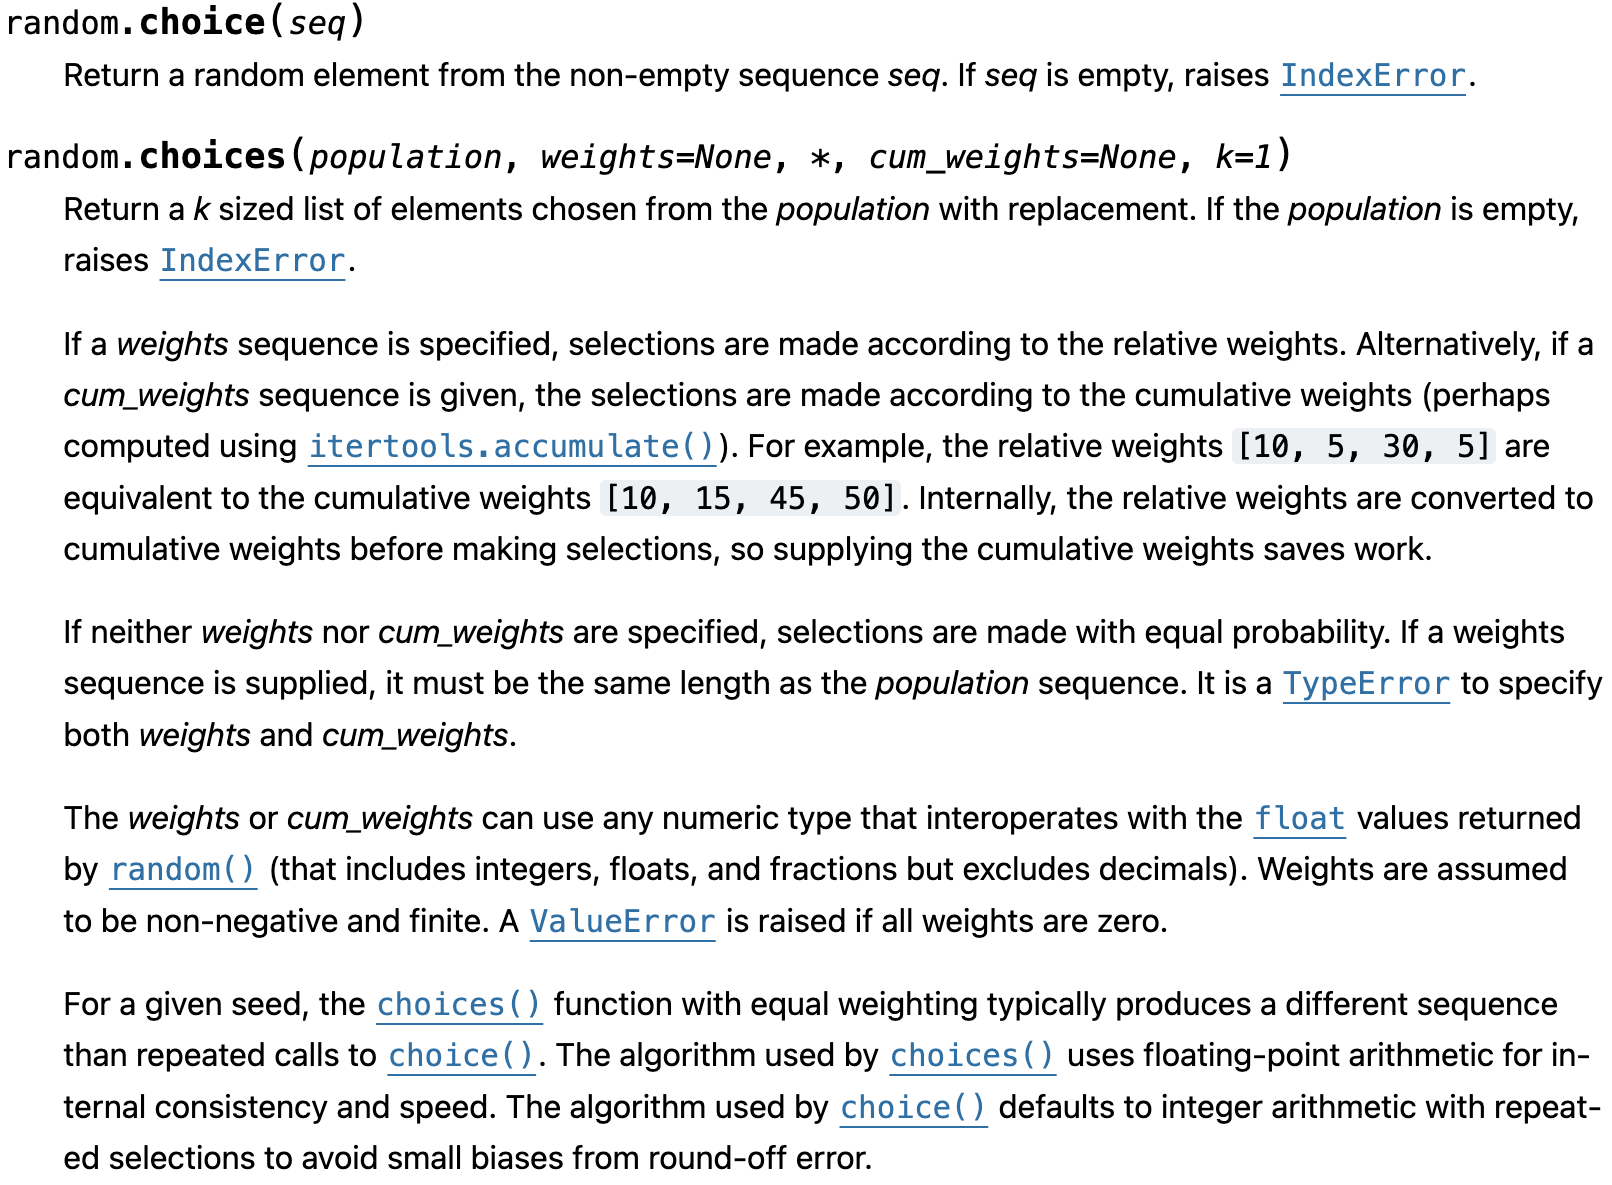 random.choice(seq)
Return a random element from the non-empty sequence seq. If seq is empty, raises IndexError.
random.choices(population, weights=None, *, cum_weights=None, k=1)
Return a k sized list of elements chosen from the population with replacement. If the population is empty,
raises IndexError.
If a weights sequence is specified, selections are made according to the relative weights. Alternatively, if a
cum_weights sequence is given, the selections are made according to the cumulative weights (perhaps
computed using itertools.accumulate()). For example, the relative weights [10, 5, 30, 5] are
equivalent to the cumulative weights [10, 15, 45, 50]. Internally, the relative weights are converted to
cumulative weights before making selections, so supplying the cumulative weights saves work.
If neither weights nor cum_weights are specified, selections are made with equal probability. If a weights
sequence is supplied, it must be the same length as the population sequence. It is a TypeError to specify
both weights and cum_weights.
The weights or cum_weights can use any numeric type that interoperates with the float values returned
by random() (that includes integers, floats, and fractions but excludes decimals). Weights are assumed
to be non-negative and finite. A ValueError is raised if all weights are zero.
For a given seed, the choices() function with equal weighting typically produces a different sequence
than repeated calls to choice(). The algorithm used by choices() uses floating-point arithmetic for in-
ternal consistency and speed. The algorithm used by choice() defaults to integer arithmetic with repeat-
ed selections to avoid small biases from round-off error.